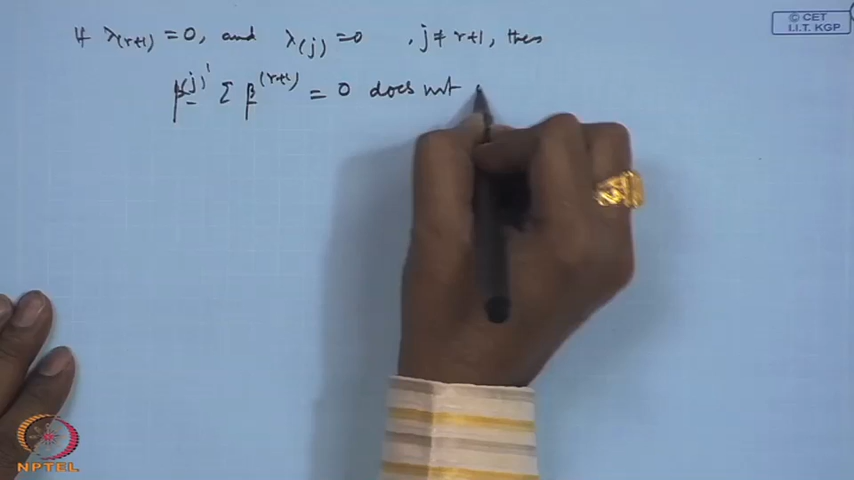 If λ(r+1) = 0, and λ(j) = 0 , j ≠ r+1, then
β(j)' Σ β(r+1) = 0 does not
© CET
I.I.T. KGP
NPTEL